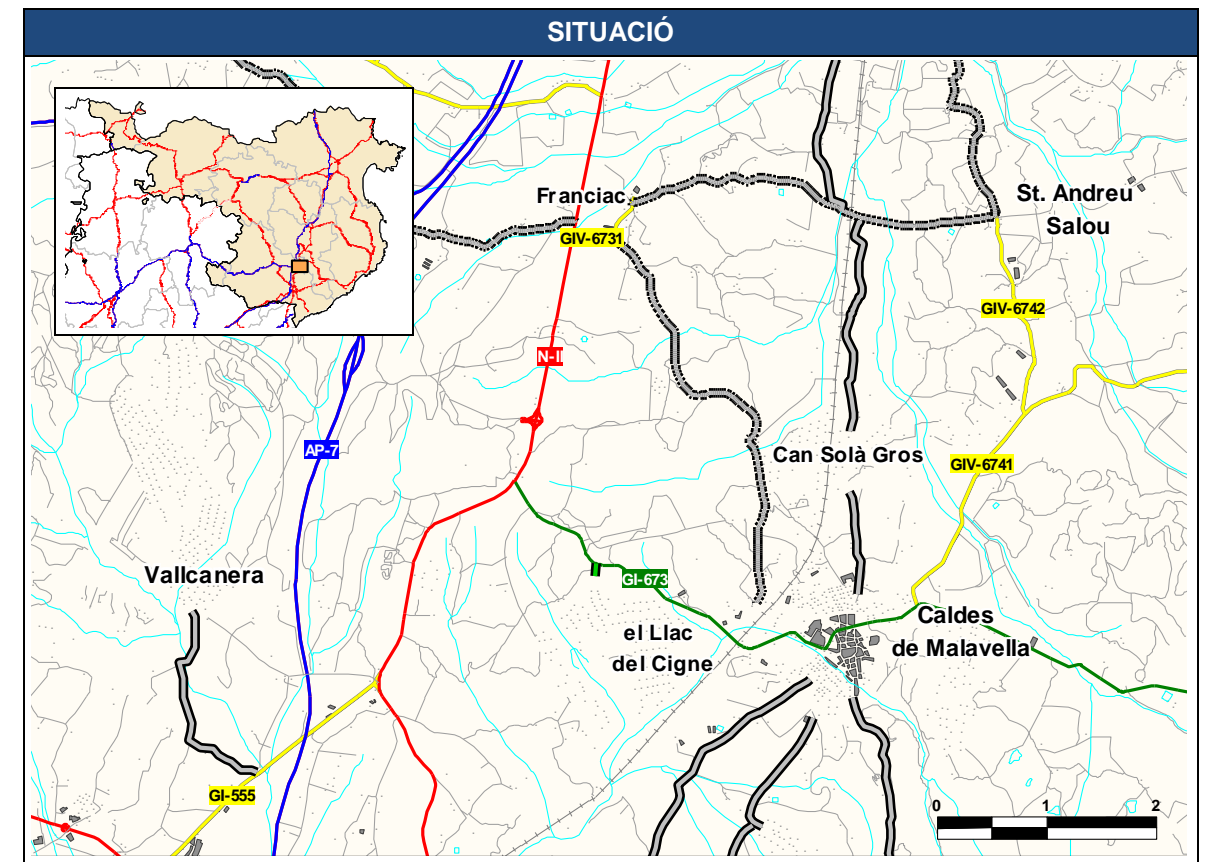 SITUACIÓ
Franciac
St. Andreu
Salou
GIV-6731
GIV-6742
N-II
AP-7
Can Solà Gros
GIV-6741
Vallcanera
GI-673
el Llac
del Cigne
Caldes
de Malavella
GI-555
0 1 2